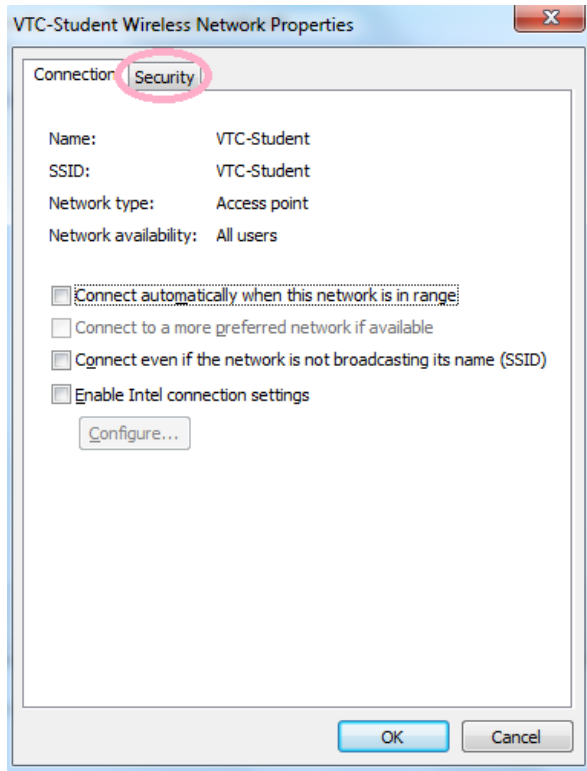 VTC-Student Wireless Network Properties
Connection Security
Name: VTC-Student
SSID: VTC-Student
Network type: Access point
Network availability: All users
Connect automatically when this network is in range
Connect to a more preferred network if available
Connect even if the network is not broadcasting its name (SSID)
Enable Intel connection settings
Configure...
OK Cancel